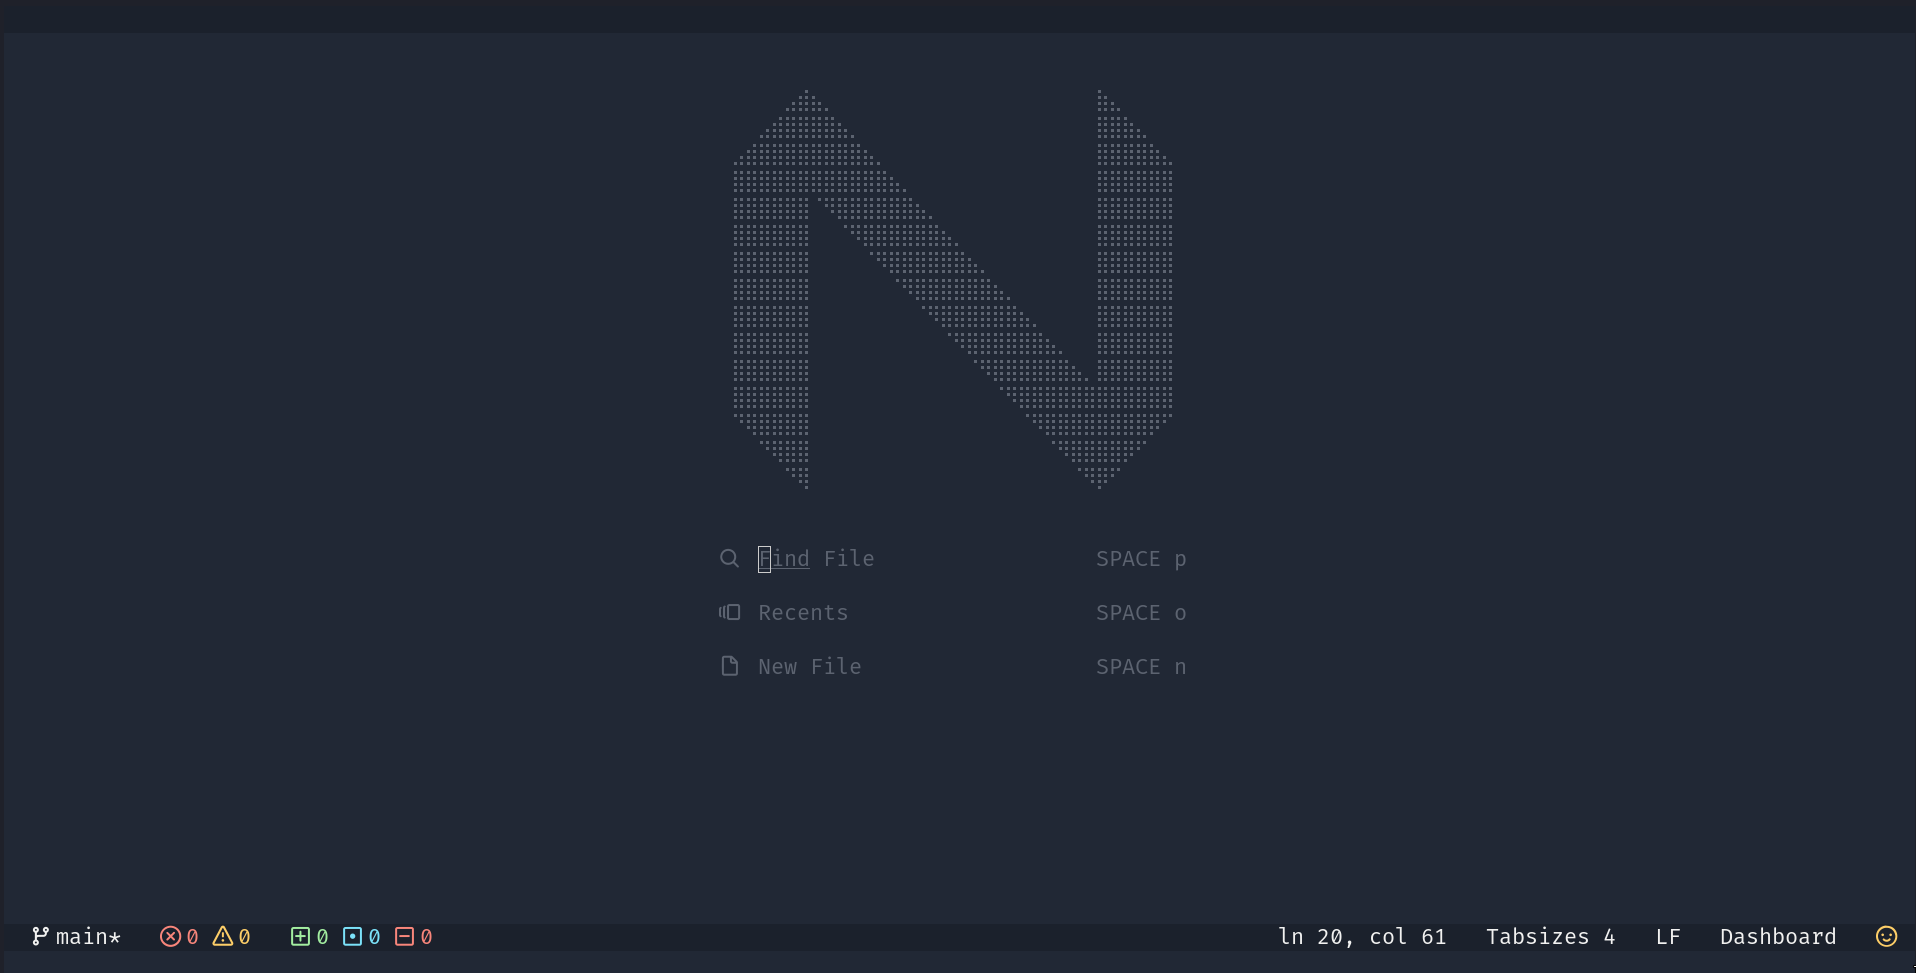 Find File SPACE p
Recents SPACE o
New File SPACE n
main* 0 0 0 0 0 ln 20, col 61 Tabsizes 4 LF Dashboard